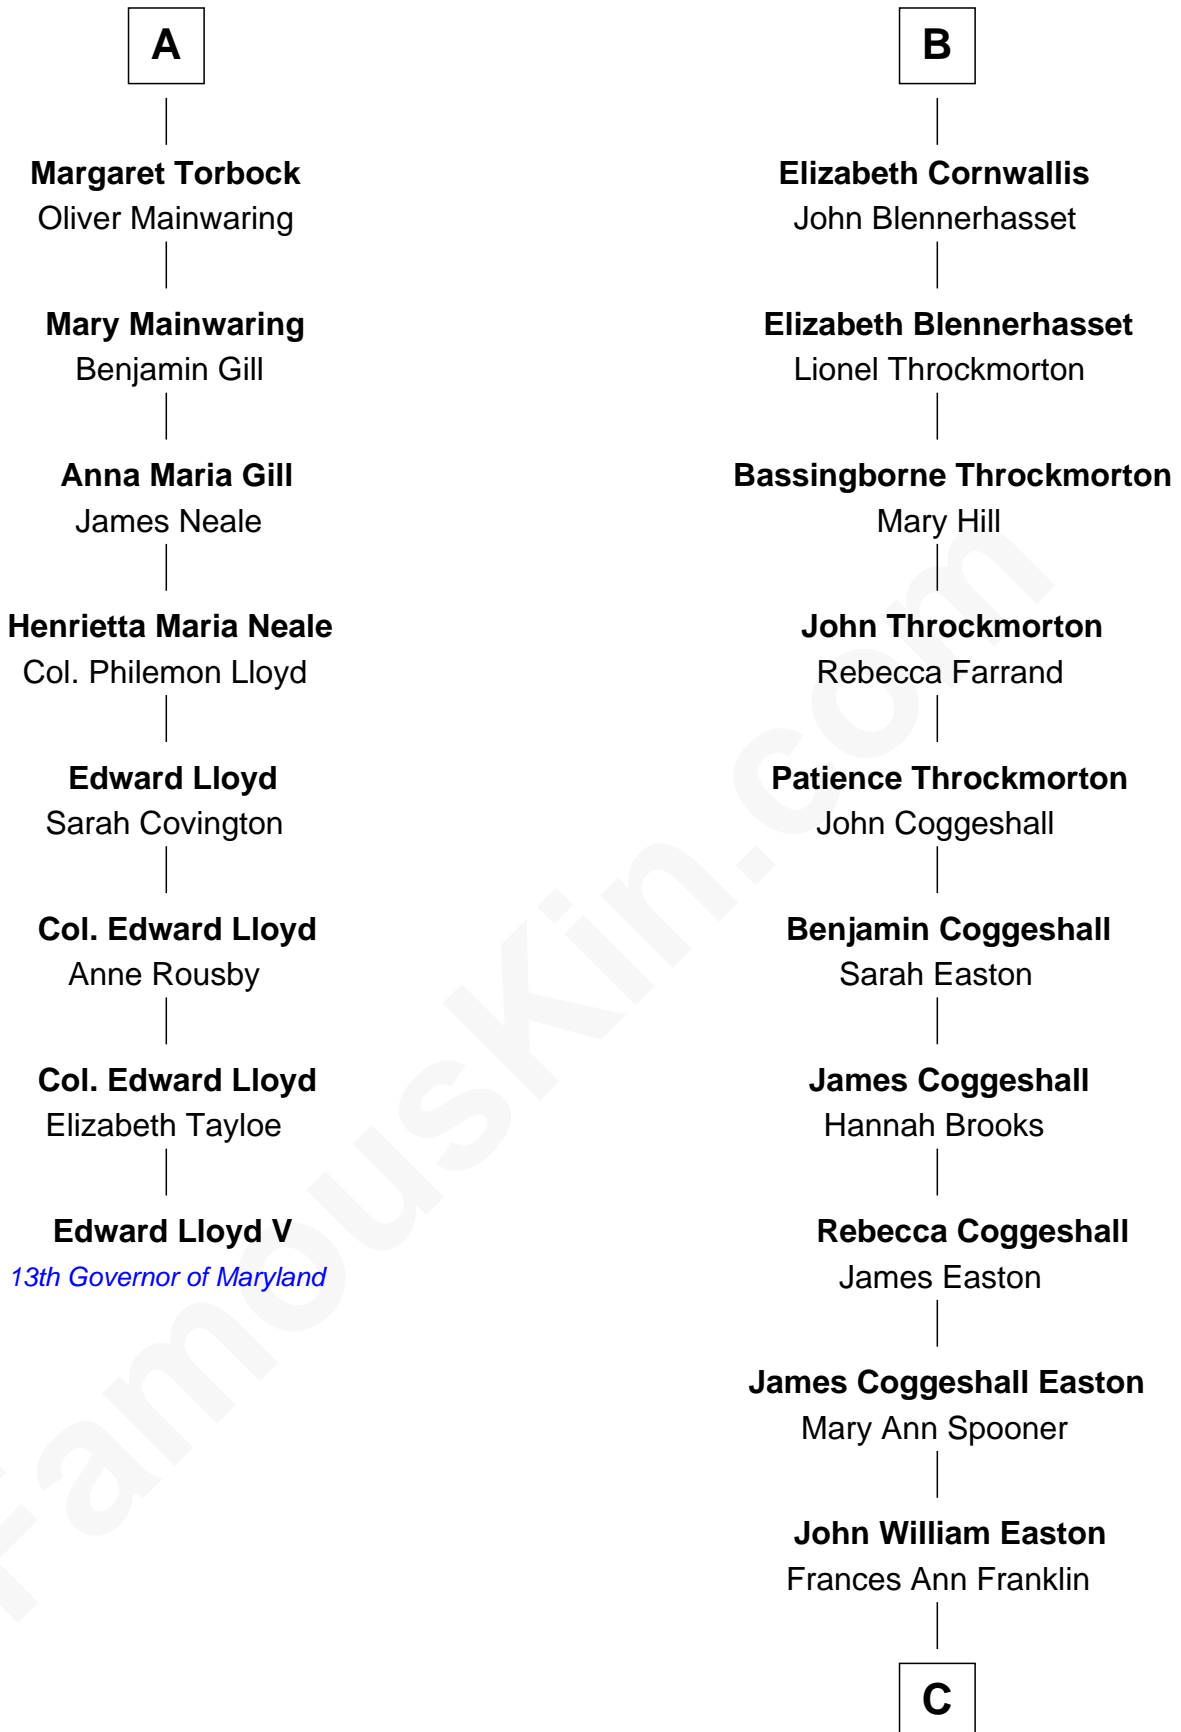 A
Margaret Torbock
Oliver Mainwaring
Mary Mainwaring
Benjamin Gill
Anna Maria Gill
James Neale
Henrietta Maria Neale
Col. Philemon Lloyd
Edward Lloyd
Sarah Covington
Col. Edward Lloyd
Anne Rousby
Col. Edward Lloyd
Elizabeth Tayloe
Edward Lloyd V
13th Governor of Maryland
B
Elizabeth Cornwallis
John Blennerhasset
Elizabeth Blennerhasset
Lionel Throckmorton
Bassingborne Throckmorton
Mary Hill
John Throckmorton
Rebecca Farrand
Patience Throckmorton
John Coggeshall
Benjamin Coggeshall
Sarah Easton
James Coggeshall
Hannah Brooks
Rebecca Coggeshall
James Easton
James Coggeshall Easton
Mary Ann Spooner
John William Easton
Frances Ann Franklin
C
FamousKin.com